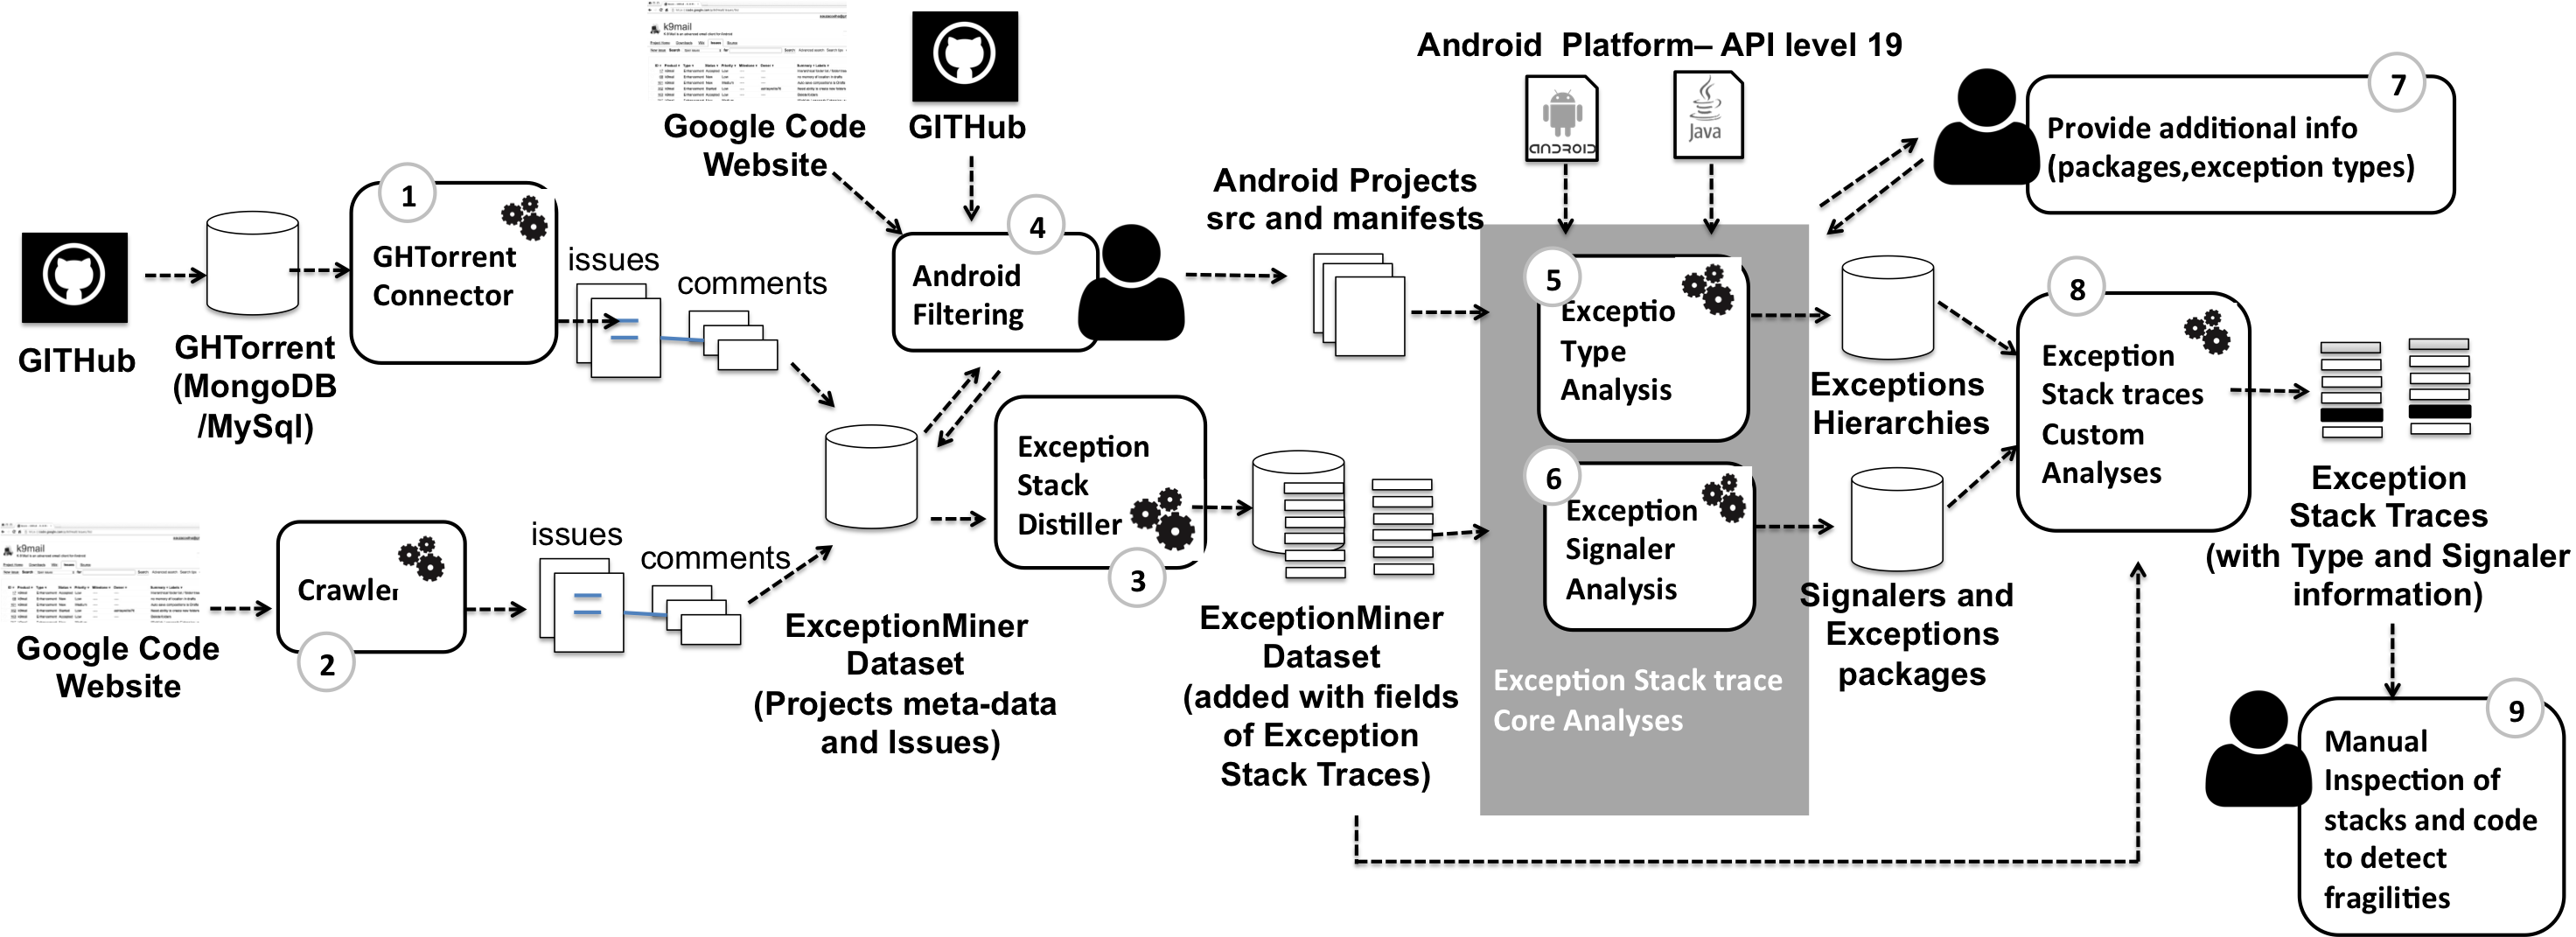 1
GHTorrent
Connector
GITHub
GHTorrent
(MongoDB
/MySql)
issues
comments
k9mail
Google Code
Website
Crawler
2
issues
comments
k9mail
Google Code
Website
GITHub
4
Android
Filtering
ExceptionMiner
Dataset
(Projects meta-data
and Issues)
Exception
Stack
Distiller
3
ExceptionMiner
Dataset
(added with fields
of Exception
Stack Traces)
Android Projects
src and manifests
Android Platform– API level 19
ANDROID
Java
5
Exceptio
Type
Analysis
6
Exception
Signaler
Analysis
Exception Stack trace
Core Analyses
7
Provide additional info
(packages,exception types)
Exceptions
Hierarchies
Signalers and
Exceptions
packages
8
Exception
Stack traces
Custom
Analyses
Exception
Stack Traces
(with Type and Signaler
information)
9
Manual
Inspection of
stacks and code
to detect
fragilities